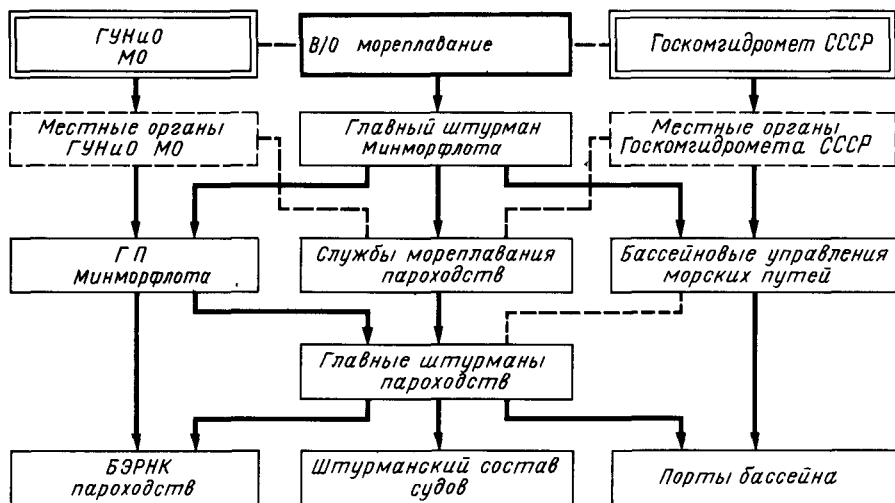 ГУНиО
МО
В/О мореплавание
Госкомгидромет СССР
Местные органы
ГУНиО МО
Главный штурман
Минморфлота
Местные органы
Госкомгидромета СССР
ГП
Минморфлота
Службы мореплавания
пароходств
Бассейновые управления
морских путей
Главные штурманы
пароходств
БЭРНК
пароходств
Штурманский состав
судов
Порты бассейна